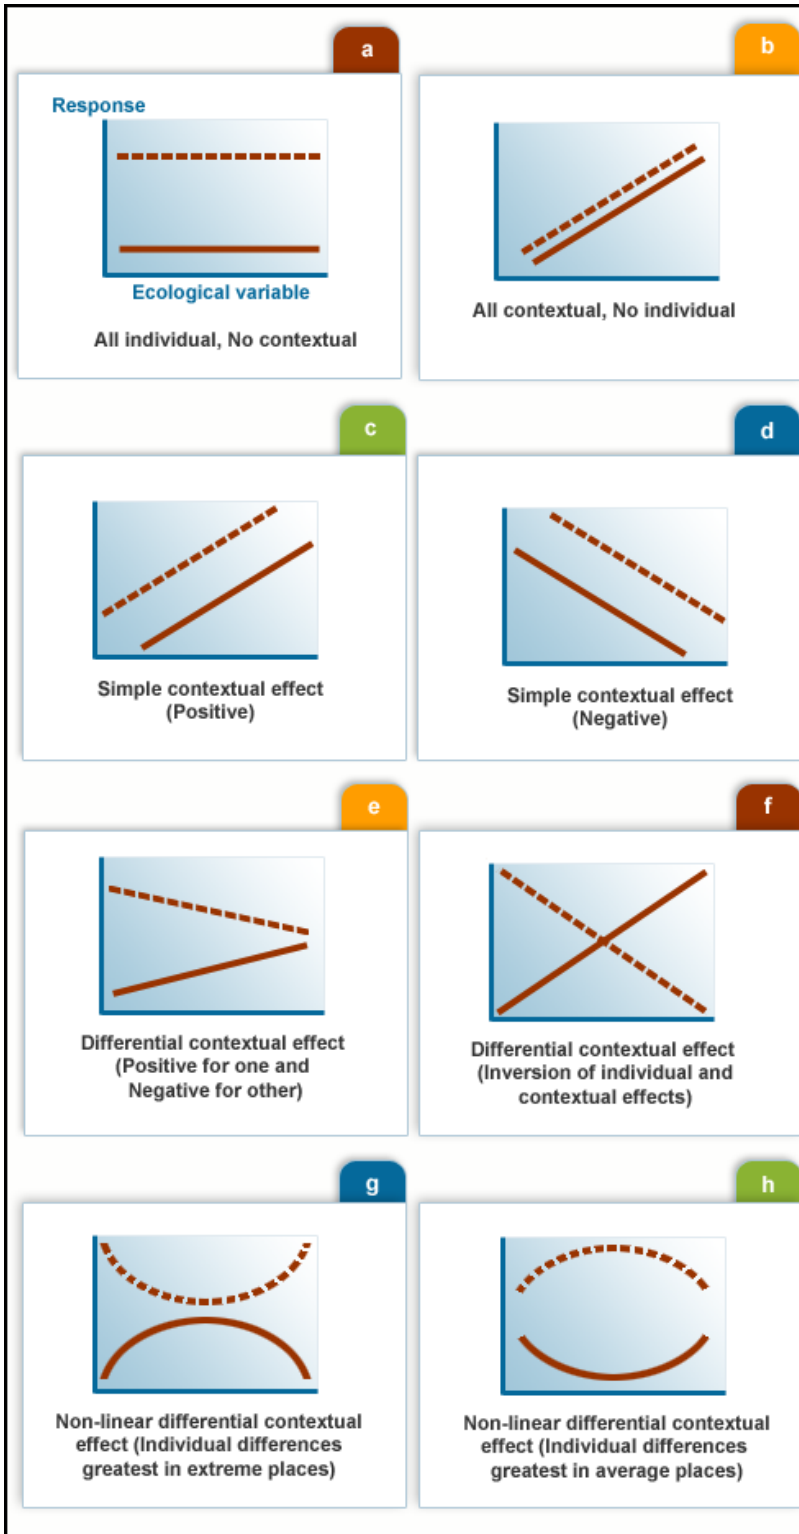 a
Response
Ecological variable
All individual, No contextual
b
All contextual, No individual
c
Simple contextual effect
(Positive)
d
Simple contextual effect
(Negative)
e
Differential contextual effect
(Positive for one and
Negative for other)
f
Differential contextual effect
(Inversion of individual and
contextual effects)
g
Non-linear differential contextual
effect (Individual differences
greatest in extreme places)
h
Non-linear differential contextual
effect (Individual differences
greatest in average places)